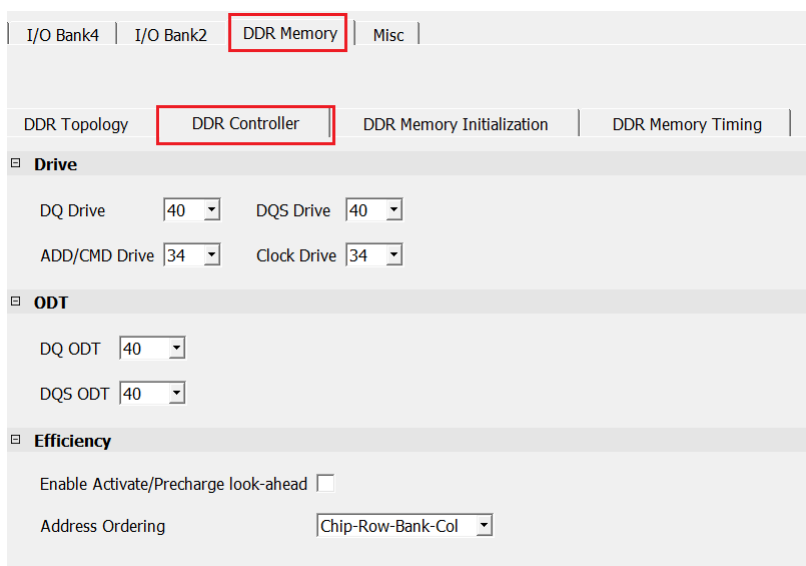 I/O Bank4 I/O Bank2 DDR Memory Misc
DDR Topology DDR Controller DDR Memory Initialization DDR Memory Timing
Drive
DQ Drive 40 DQS Drive 40
ADD/CMD Drive 34 Clock Drive 34
ODT
DQ ODT 40
DQS ODT 40
Efficiency
Enable Activate/Precharge look-ahead
Address Ordering Chip-Row-Bank-Col